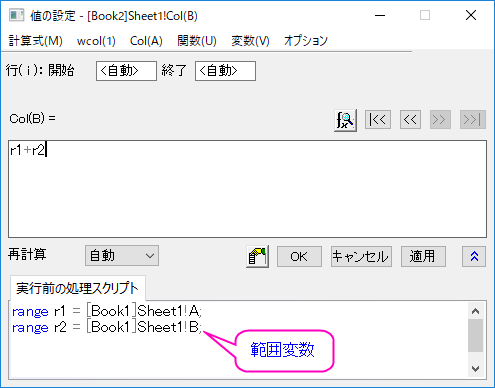 値の設定 - [Book2]Sheet1!Col(B)
計算式(M) wcol(1) Col(A) 関数(U) 変数(V) オプション
行(i): 開始 <自動> 終了 <自動>
Col(B) = |<< << >> >>|
r1+r2
再計算 自動 OK キャンセル 適用
実行前の処理スクリプト
range r1 = [Book1]Sheet1!A;
range r2 = [Book1]Sheet1!B;
範囲変数